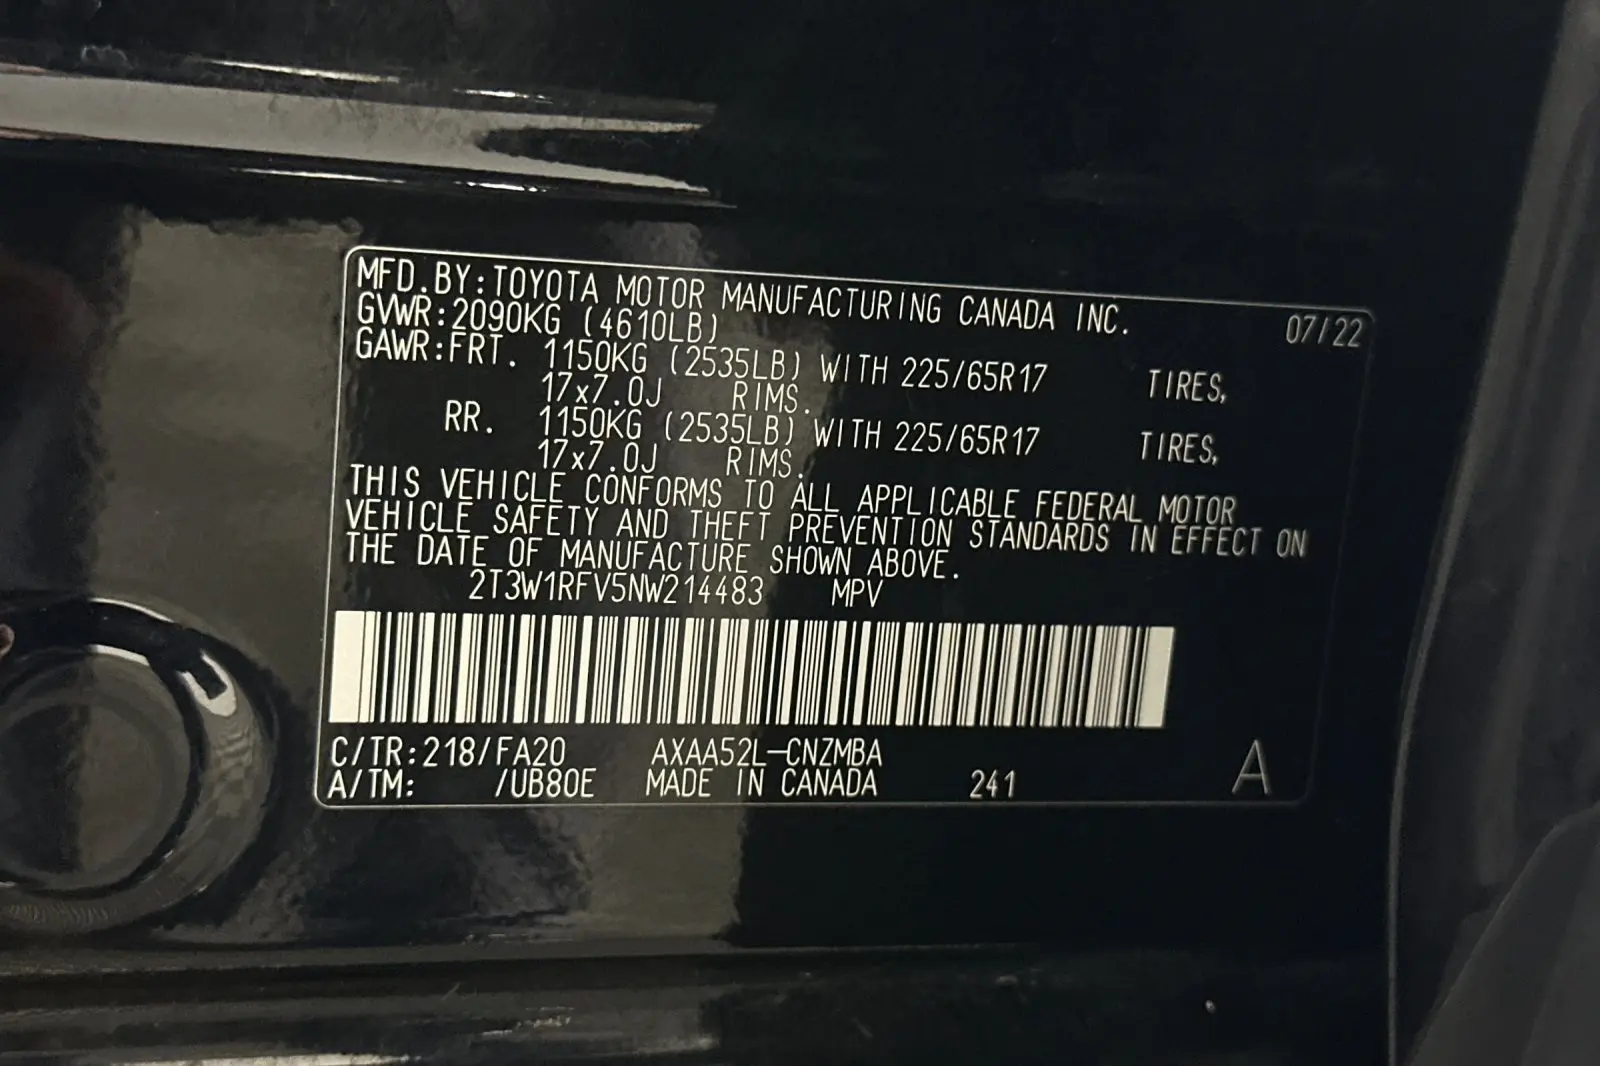 MFD.BY:TOYOTA MOTOR MANUFACTURING CANADA INC. 07/22
GVWR:2090KG (4610LB)
GAWR:FRT. 1150KG (2535LB) WITH 225/65R17 TIRES,
17x7.0J RIMS.
RR. 1150KG (2535LB) WITH 225/65R17 TIRES,
17x7.0J RIMS.
THIS VEHICLE CONFORMS TO ALL APPLICABLE FEDERAL MOTOR
VEHICLE SAFETY AND THEFT PREVENTION STANDARDS IN EFFECT ON
THE DATE OF MANUFACTURE SHOWN ABOVE.
2T3W1RFV5NW214483 MPV
C/TR:218/FA20 AXAA52L-CNZMBA
A/TM: /UB80E MADE IN CANADA 241 A